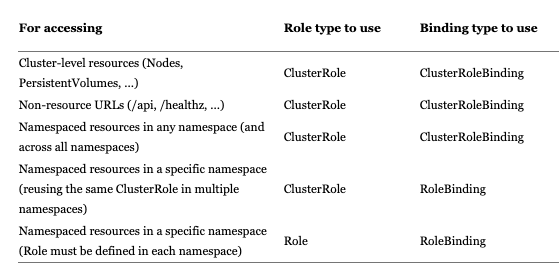 For accessing Role type to use Binding type to use
Cluster-level resources (Nodes,
PersistentVolumes, ...) ClusterRole ClusterRoleBinding
Non-resource URLs (/api, /healthz, ...) ClusterRole ClusterRoleBinding
Namespaced resources in any namespace (and
across all namespaces) ClusterRole ClusterRoleBinding
Namespaced resources in a specific namespace
(reusing the same ClusterRole in multiple ClusterRole RoleBinding
namespaces)
Namespaced resources in a specific namespace
(Role must be defined in each namespace) Role RoleBinding